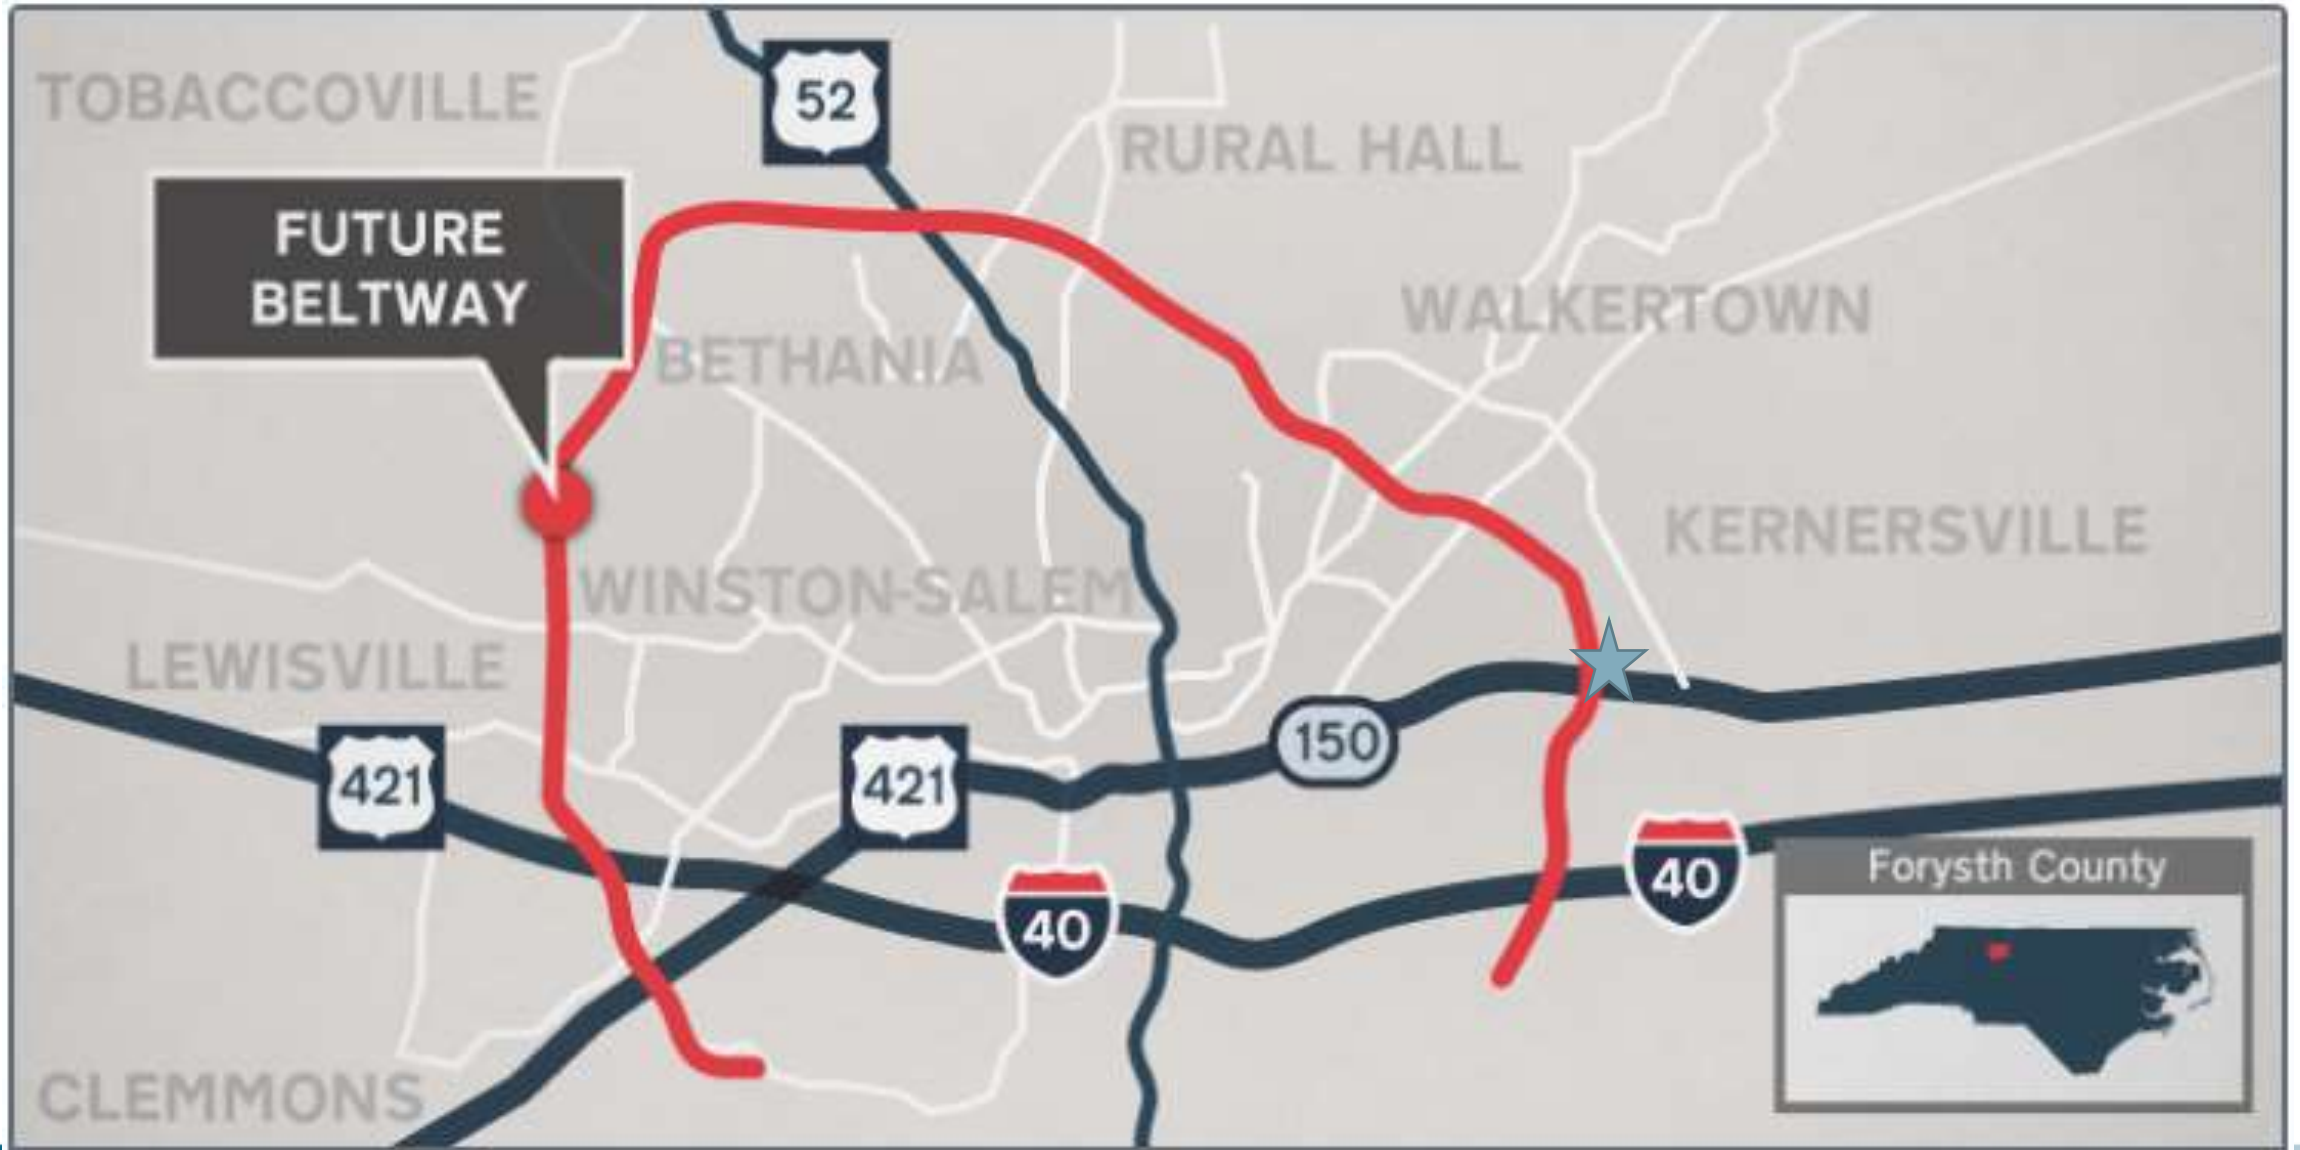 TOBACCOVILLE
52
RURAL HALL
FUTURE
BELTWAY
WALKERTOWN
BETHANIA
KERNERSVILLE
WINSTON-SALEM
LEWISVILLE
421
421
150
40
40
Forysth County
CLEMMONS